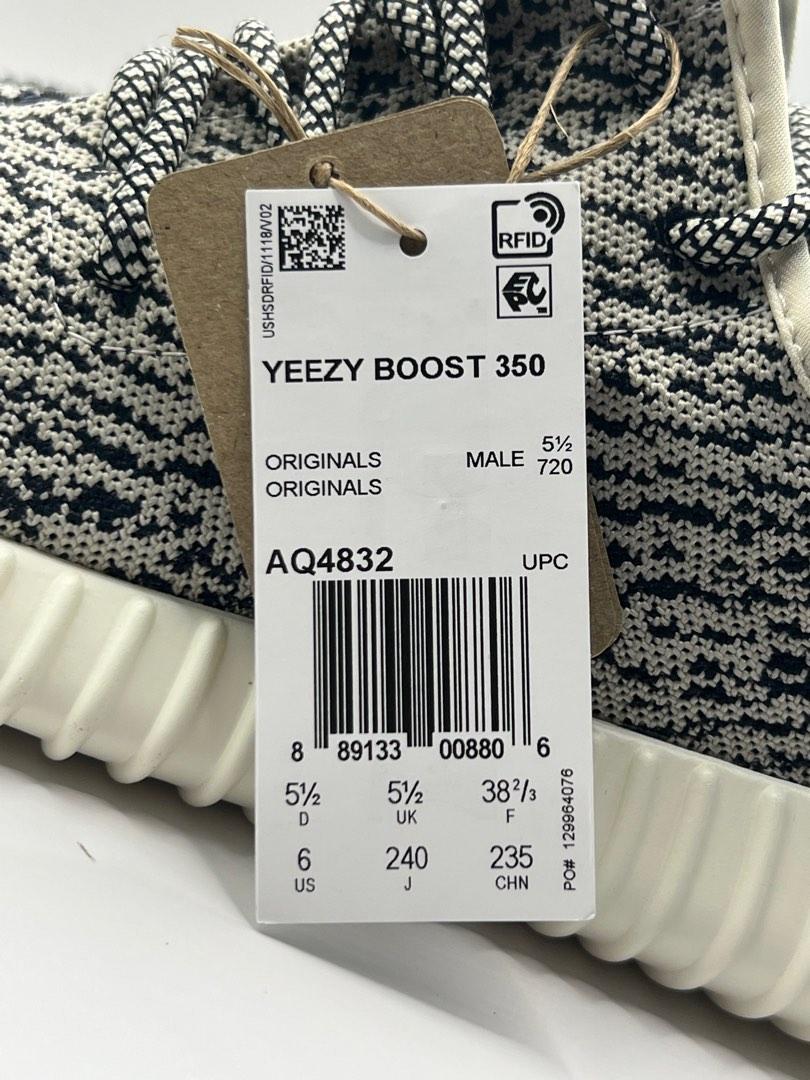 USHSDRFID/1118/V02
RFID
EPC
YEEZY BOOST 350
ORIGINALS MALE 5½
ORIGINALS 720
AQ4832 UPC
8 89133 00880 6
5½ 5½ 38²/₃
D UK F
6 240 235
US J CHN
PO# 129964076